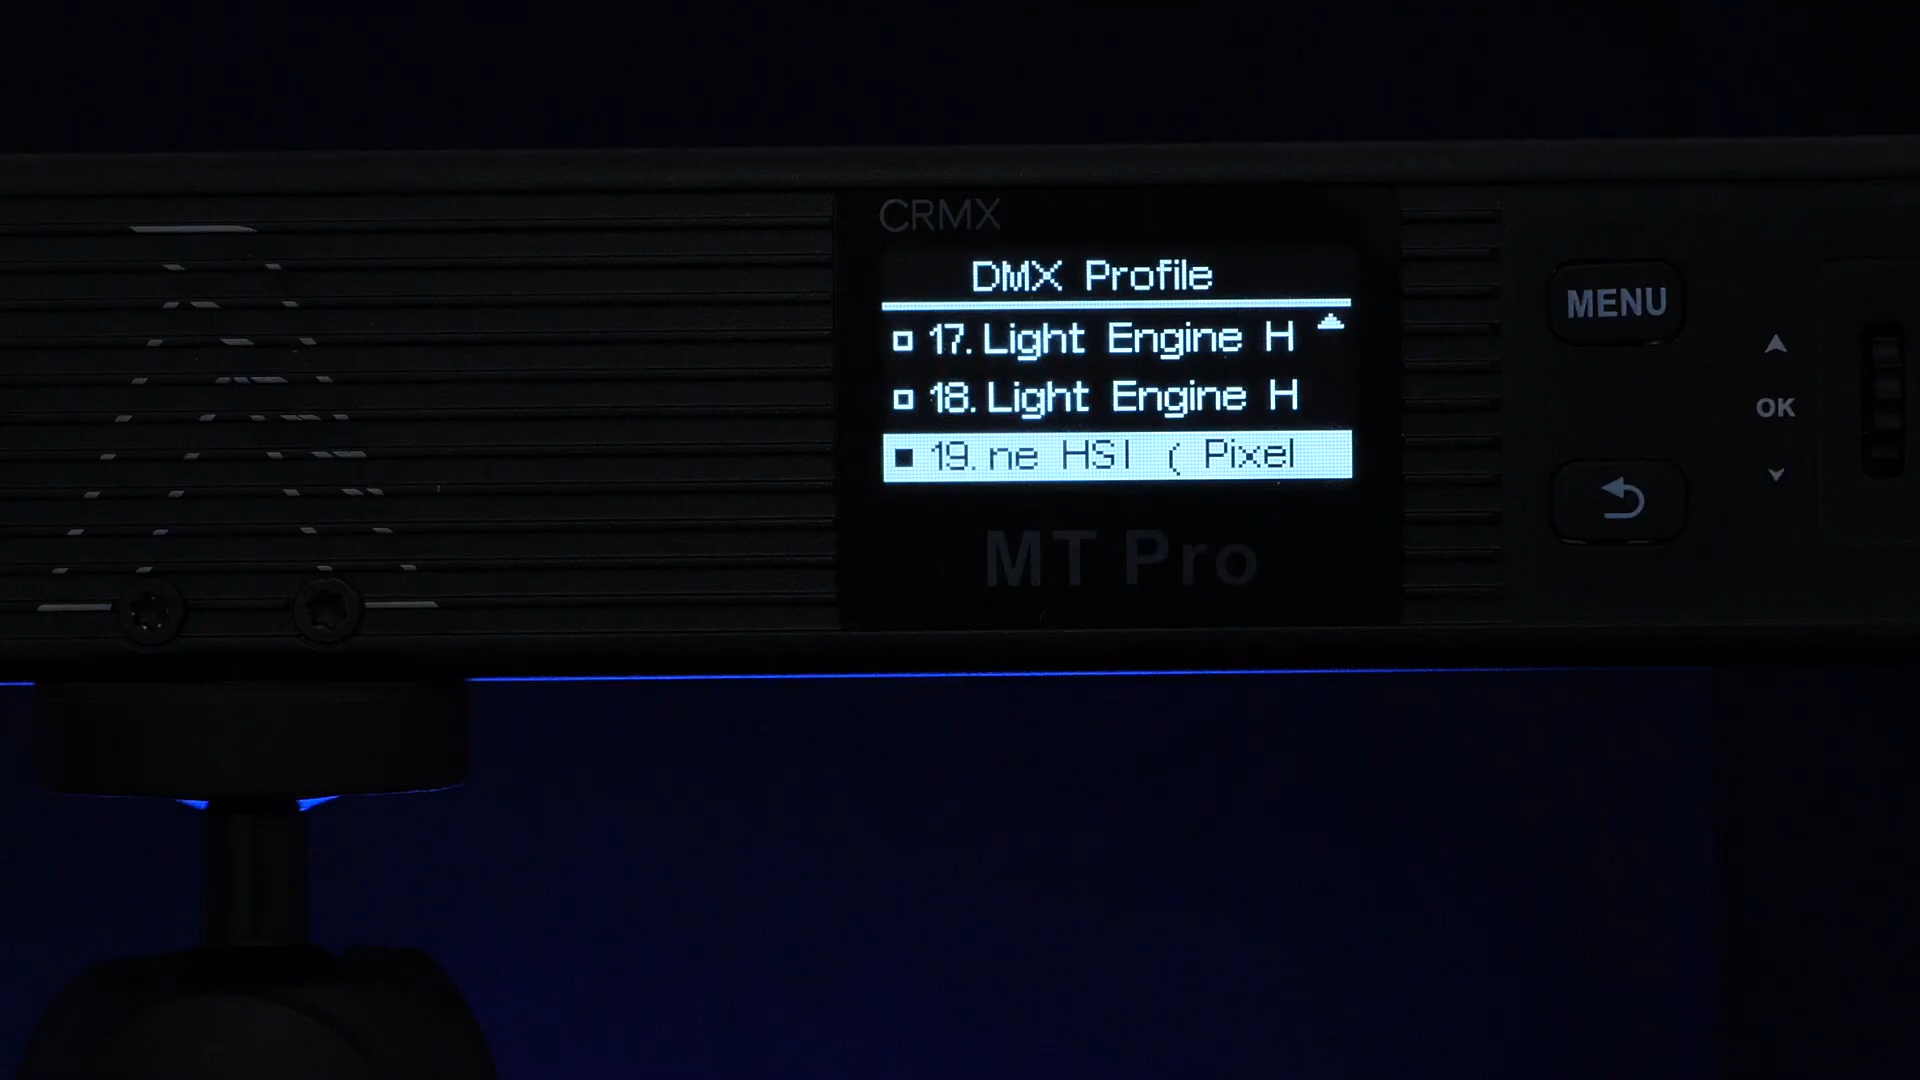 CRMX
DMX Profile
17. Light Engine H
18. Light Engine H
19. ne HSI ( Pixel
MT Pro
MENU
OK